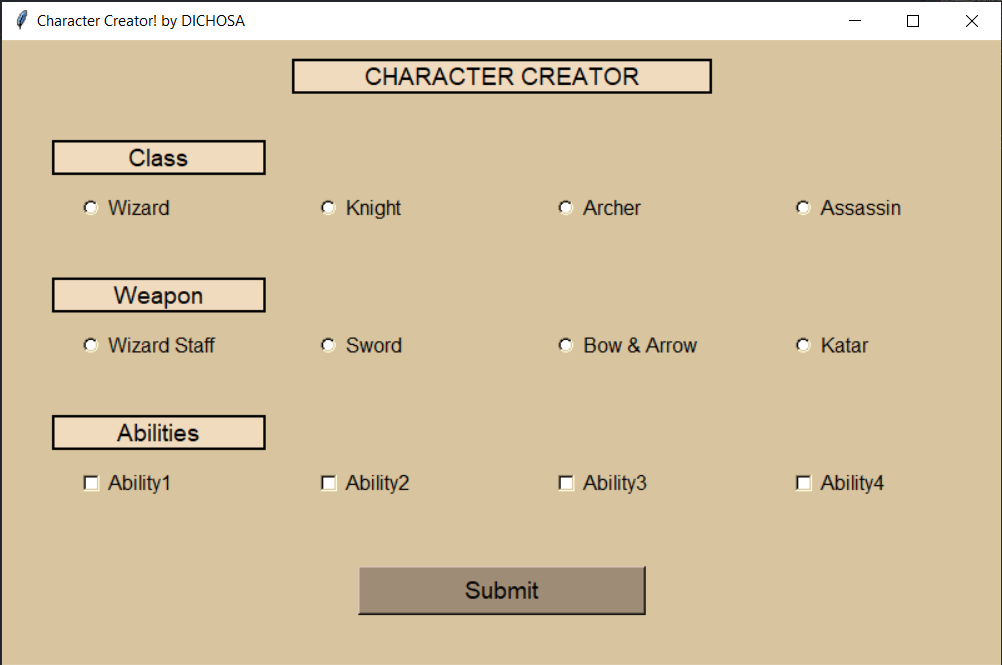 Character Creator! by DICHOSA
CHARACTER CREATOR
Class
Wizard Knight Archer Assassin
Weapon
Wizard Staff Sword Bow & Arrow Katar
Abilities
Ability1 Ability2 Ability3 Ability4
Submit